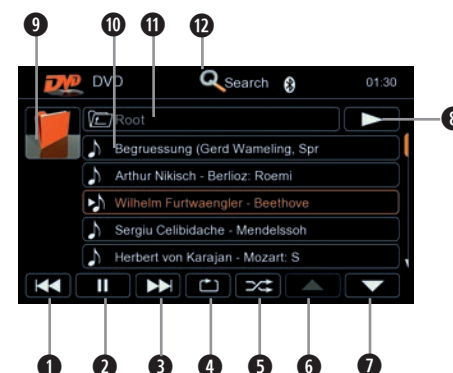 9 10 11 12
DVD DVD Search 01:30
Root
8
Begruessung (Gerd Wameling, Spr
Arthur Nikisch - Berlioz: Roemi
Wilhelm Furtwaengler - Beethove
Sergiu Celibidache - Mendelssoh
Herbert von Karajan - Mozart: S
1 2 3 4 5 6 7